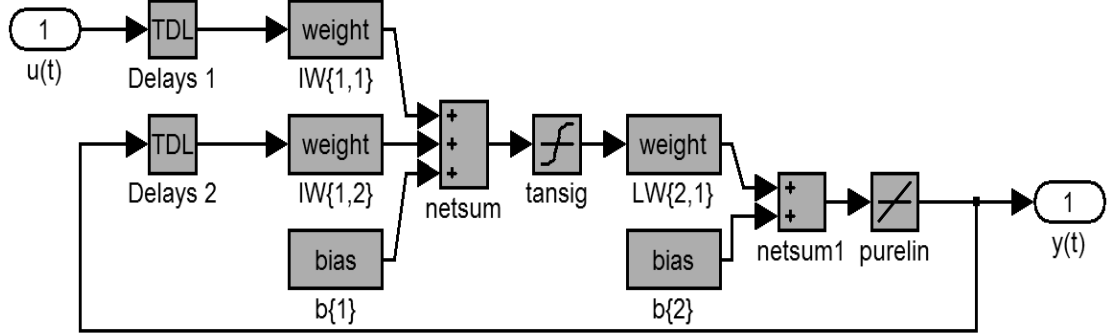 1
u(t)
TDL
Delays 1
weight
IW{1,1}
TDL
Delays 2
weight
IW{1,2}
bias
b{1}
+
+
+
netsum
tansig
weight
LW{2,1}
bias
b{2}
+
+
netsum1
purelin
1
y(t)